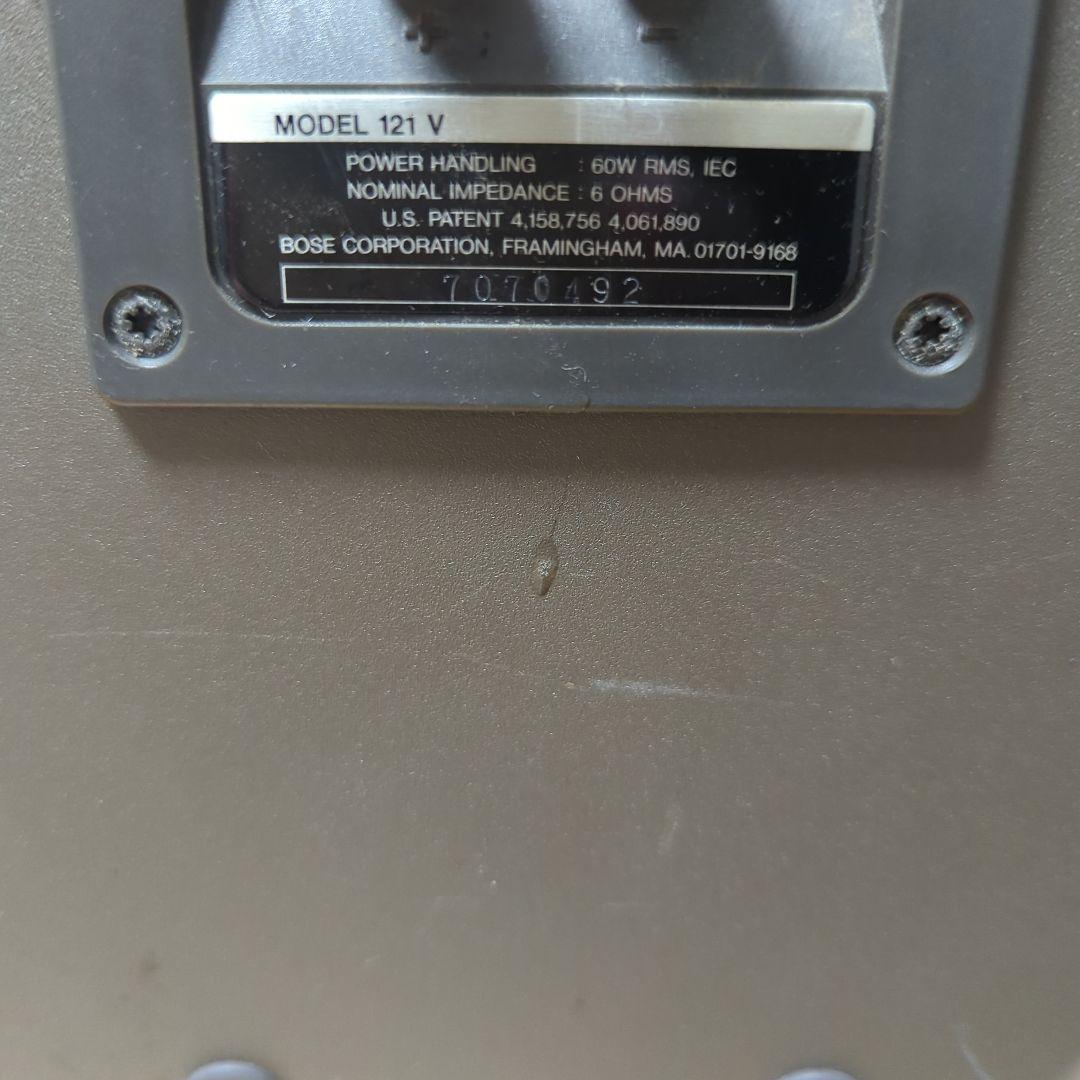 + −
MODEL 121 V
POWER HANDLING : 60W RMS, IEC
NOMINAL IMPEDANCE : 6 OHMS
U.S. PATENT 4,158,756 4,061,890
BOSE CORPORATION, FRAMINGHAM, MA. 01701-9168
7070492